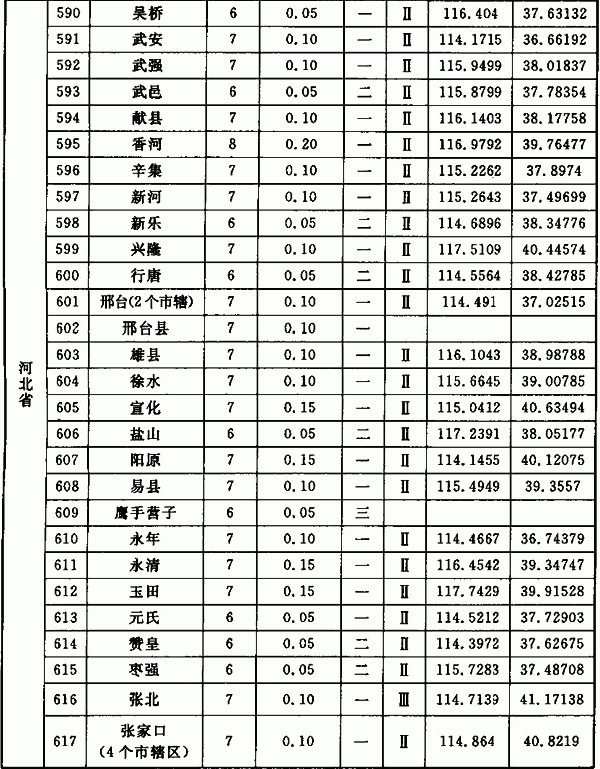 河北省
590 吴桥 6 0.05 一 Ⅱ 116.404 37.63132
591 武安 7 0.10 一 Ⅱ 114.1715 36.66192
592 武强 7 0.10 一 Ⅱ 115.9499 38.01837
593 武邑 6 0.05 二 Ⅱ 115.8799 37.78354
594 献县 7 0.10 一 Ⅱ 116.1403 38.17758
595 香河 8 0.20 一 Ⅱ 116.9792 39.76477
596 辛集 7 0.10 一 Ⅱ 115.2262 37.8974
597 新河 7 0.10 一 Ⅱ 115.2643 37.49699
598 新乐 6 0.05 二 Ⅱ 114.6896 38.34776
599 兴隆 7 0.10 一 Ⅱ 117.5109 40.44574
600 行唐 6 0.05 二 Ⅱ 114.5564 38.42785
601 邢台(2个市辖) 7 0.10 一 Ⅱ 114.491 37.02515
602 邢台县 7 0.10 一
603 雄县 7 0.10 一 Ⅱ 116.1043 38.98788
604 徐水 7 0.10 一 Ⅱ 115.6645 39.00785
605 宣化 7 0.15 一 Ⅱ 115.0412 40.63494
606 盐山 6 0.05 二 Ⅱ 117.2391 38.05177
607 阳原 7 0.15 一 Ⅱ 114.1455 40.12075
608 易县 7 0.10 一 Ⅱ 115.4949 39.3557
609 鹰手营子 6 0.05 三
610 永年 7 0.10 一 Ⅱ 114.4667 36.74379
611 永清 7 0.15 一 Ⅱ 116.4542 39.34747
612 玉田 7 0.15 一 Ⅱ 117.7429 39.91528
613 元氏 6 0.05 一 Ⅱ 114.5212 37.72903
614 赞皇 6 0.05 二 Ⅱ 114.3972 37.62675
615 枣强 6 0.05 二 Ⅱ 115.7283 37.48708
616 张北 7 0.10 一 Ⅲ 114.7139 41.17138
617 张家口 7 0.10 一 Ⅱ 114.864 40.8219
(4个市辖区)